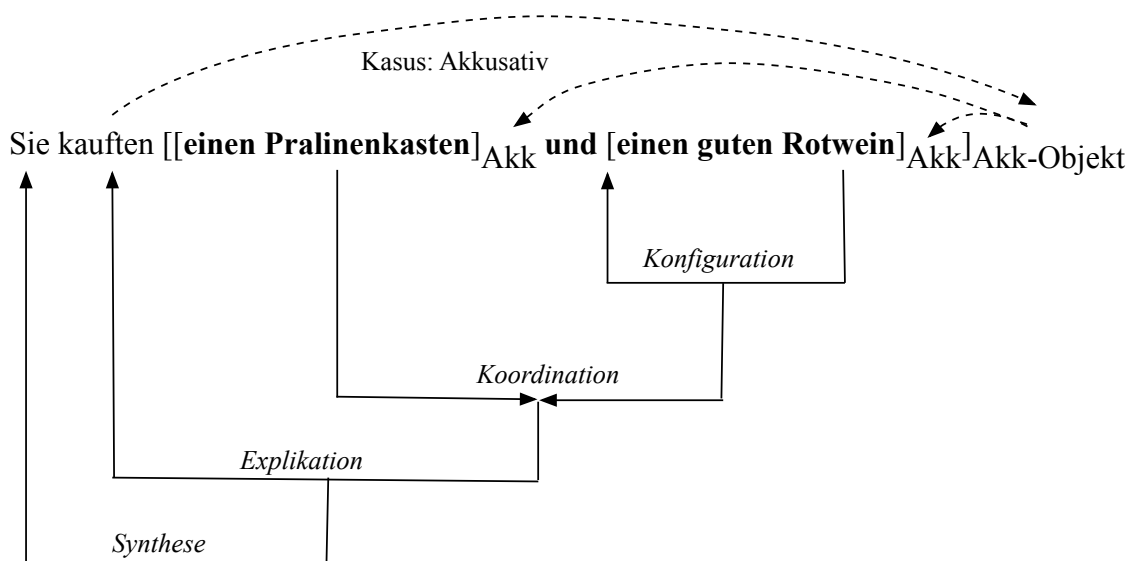 Kasus: Akkusativ
Sie kauften [[einen Pralinenkasten]Akk und [einen guten Rotwein]Akk]Akk-Objekt
Konfiguration
Koordination
Explikation
Synthese